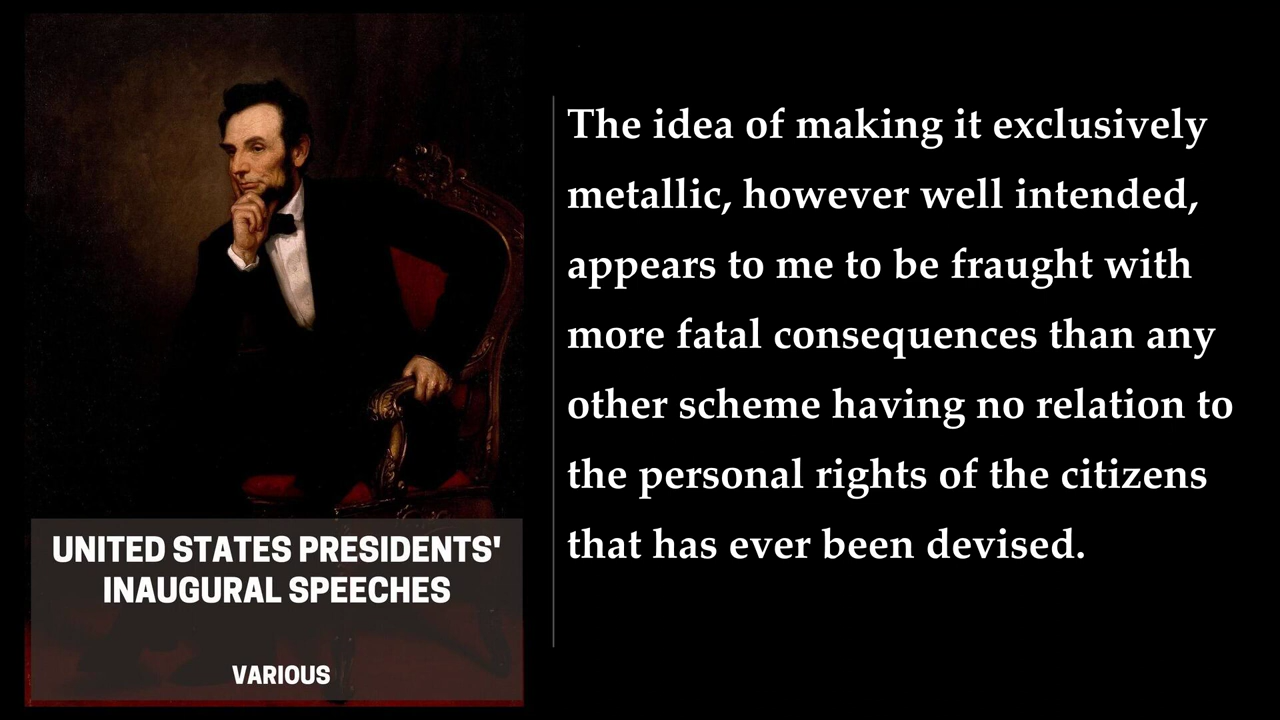 The idea of making it exclusively
metallic, however well intended,
appears to me to be fraught with
more fatal consequences than any
other scheme having no relation to
the personal rights of the citizens
that has ever been devised.
UNITED STATES PRESIDENTS'
INAUGURAL SPEECHES
VARIOUS